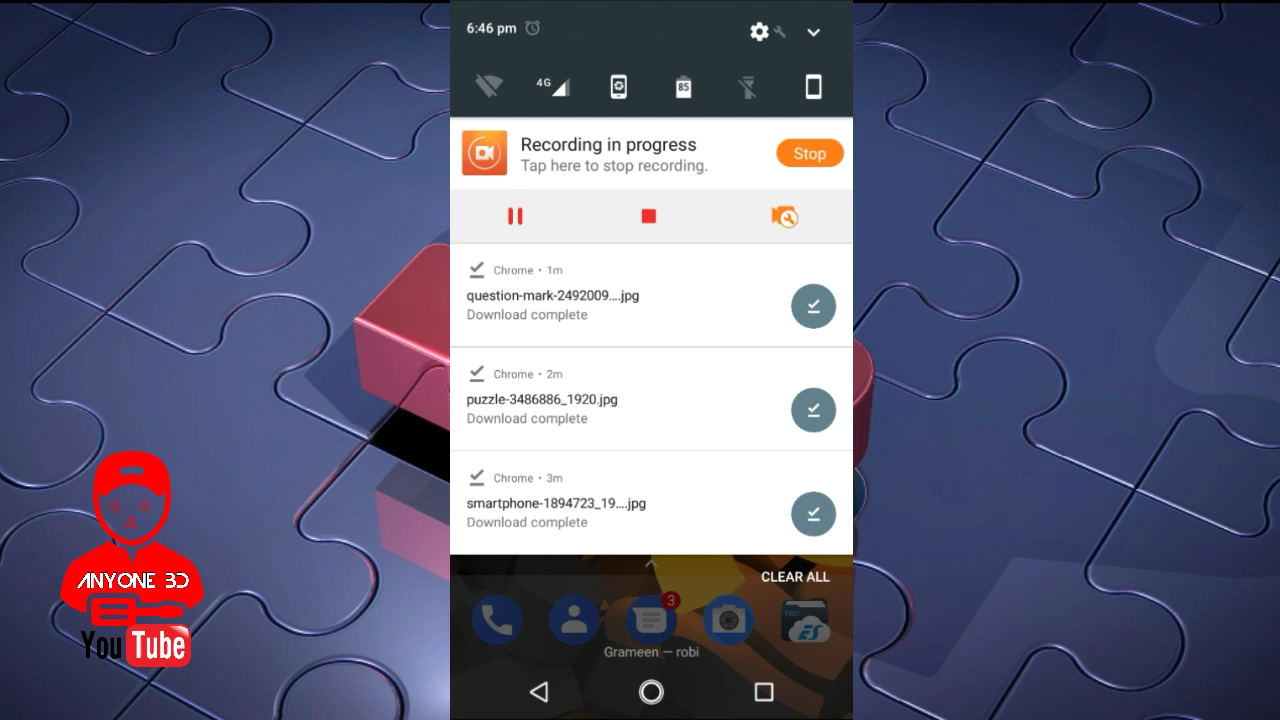 6:46 pm
4G
85
Recording in progress
Tap here to stop recording.
Stop
Chrome • 1m
question-mark-2492009....jpg
Download complete
Chrome • 2m
puzzle-3486886_1920.jpg
Download complete
Chrome • 3m
smartphone-1894723_19....jpg
Download complete
CLEAR ALL
3
PRO
ES
Grameen — robi
ANYONE 3D
YouTube